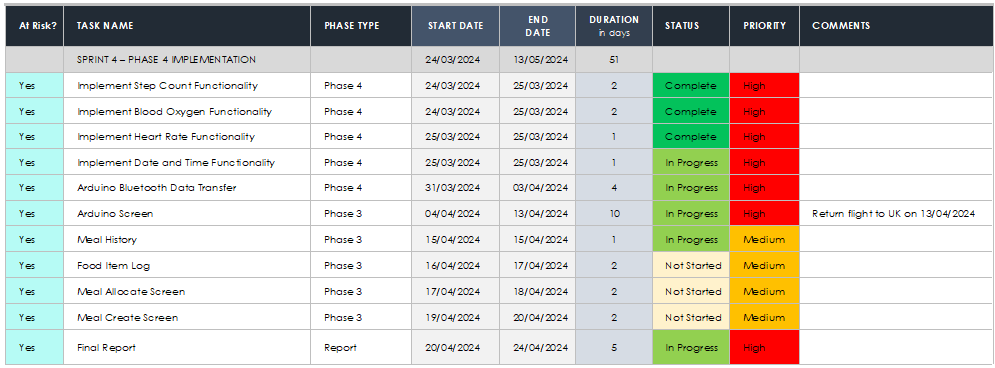 At Risk? TASK NAME PHASE TYPE START DATE END DATE DURATION in days STATUS PRIORITY COMMENTS
SPRINT 4 – PHASE 4 IMPLEMENTATION 24/03/2024 13/05/2024 51
Yes Implement Step Count Functionality Phase 4 24/03/2024 25/03/2024 2 Complete High
Yes Implement Blood Oxygen Functionality Phase 4 24/03/2024 25/03/2024 2 Complete High
Yes Implement Heart Rate Functionality Phase 4 25/03/2024 25/03/2024 1 Complete High
Yes Implement Date and Time Functionality Phase 4 25/03/2024 25/03/2024 1 In Progress High
Yes Arduino Bluetooth Data Transfer Phase 4 31/03/2024 03/04/2024 4 In Progress High
Yes Arduino Screen Phase 3 04/04/2024 13/04/2024 10 In Progress High Return flight to UK on 13/04/2024
Yes Meal History Phase 3 15/04/2024 15/04/2024 1 In Progress Medium
Yes Food Item Log Phase 3 16/04/2024 17/04/2024 2 Not Started Medium
Yes Meal Allocate Screen Phase 3 17/04/2024 18/04/2024 2 Not Started Medium
Yes Meal Create Screen Phase 3 19/04/2024 20/04/2024 2 Not Started Medium
Yes Final Report Report 20/04/2024 24/04/2024 5 In Progress High